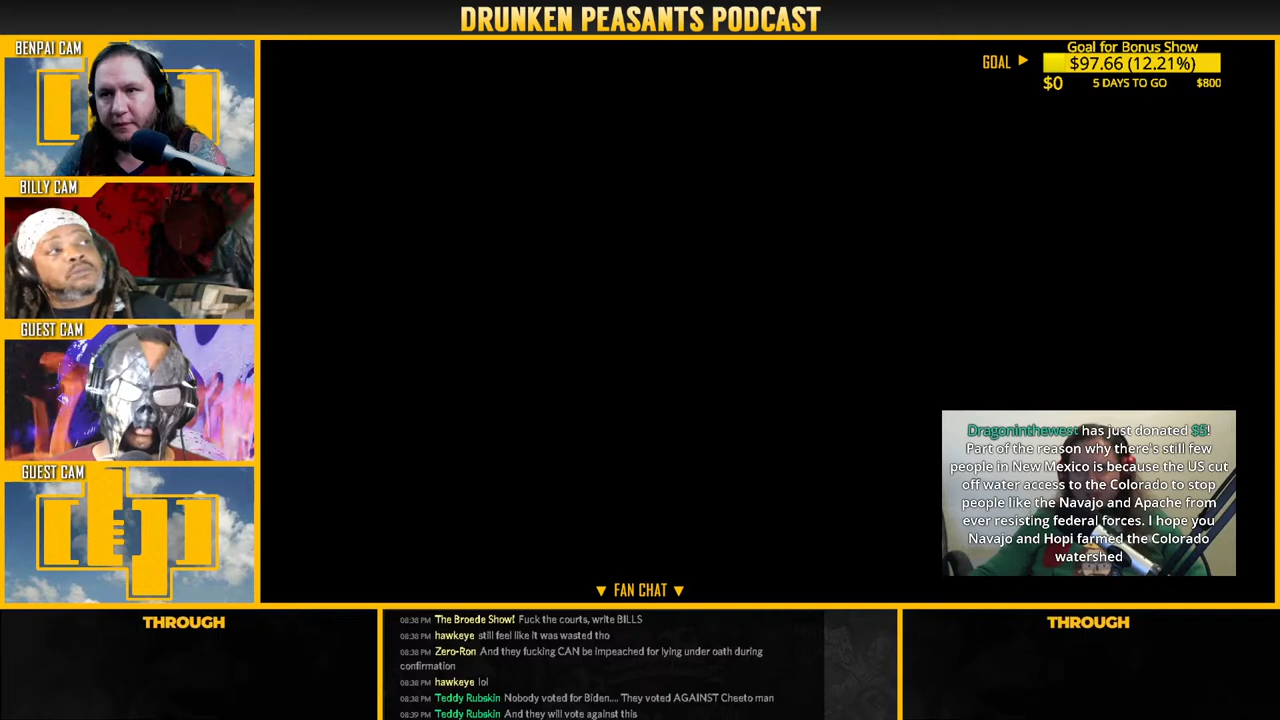 DRUNKEN PEASANTS PODCAST
BENPAI CAM
BILLY CAM
GUEST CAM
GUEST CAM
GOAL ►
Goal for Bonus Show
$97.66 (12.21%)
$0 5 DAYS TO GO $800
Dragoninthewest has just donated $5!
Part of the reason why there's still few
people in New Mexico is because the US cut
off water access to the Colorado to stop
people like the Navajo and Apache from
ever resisting federal forces. I hope you
Navajo and Hopi farmed the Colorado
watershed
▼ FAN CHAT ▼
THROUGH
08:38 PM The Broede Show! Fuck the courts, write BILLS
08:38 PM hawkeye still feel like it was wasted tho
08:38 PM Zero-Ron And they fucking CAN be impeached for lying under oath during
confirmation
08:38 PM hawkeye lol
08:38 PM Teddy Rubskin Nobody voted for Biden.... They voted AGAINST Cheeto man
08:39 PM Teddy Rubskin And they will vote against this
THROUGH